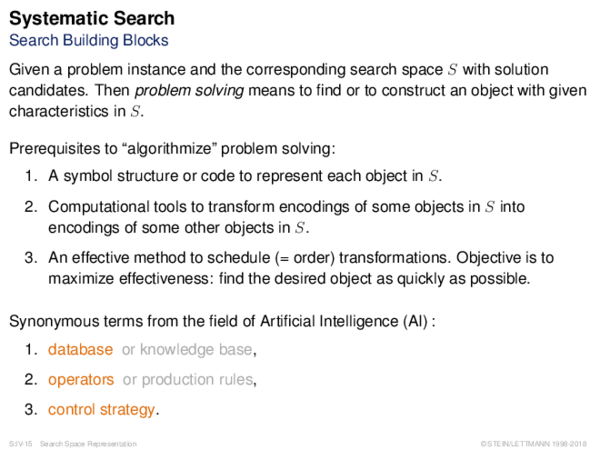 Systematic Search
Search Building Blocks
Given a problem instance and the corresponding search space S with solution
candidates. Then problem solving means to find or to construct an object with given
characteristics in S.
Prerequisites to “algorithmize” problem solving:
1. A symbol structure or code to represent each object in S.
2. Computational tools to transform encodings of some objects in S into
encodings of some other objects in S.
3. An effective method to schedule (= order) transformations. Objective is to
maximize effectiveness: find the desired object as quickly as possible.
Synonymous terms from the field of Artificial Intelligence (AI) :
1. database or knowledge base,
2. operators or production rules,
3. control strategy.
S:IV-15 Search Space Representation ©STEIN/LETTMANN 1998-2018